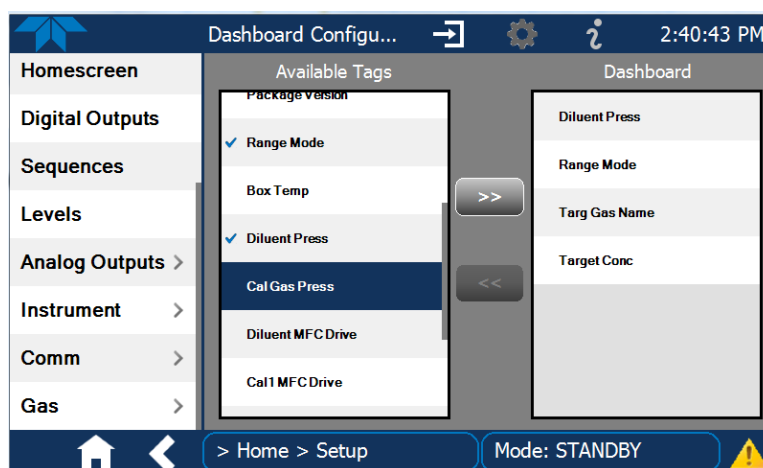 Dashboard Configu...
2:40:43 PM
Homescreen
Digital Outputs
Sequences
Levels
Analog Outputs >
Instrument >
Comm >
Gas >
Available Tags
Package Version
Range Mode
Box Temp
Diluent Press
Cal Gas Press
Diluent MFC Drive
Cal1 MFC Drive
>>
<<
Dashboard
Diluent Press
Range Mode
Targ Gas Name
Target Conc
> Home > Setup
Mode: STANDBY